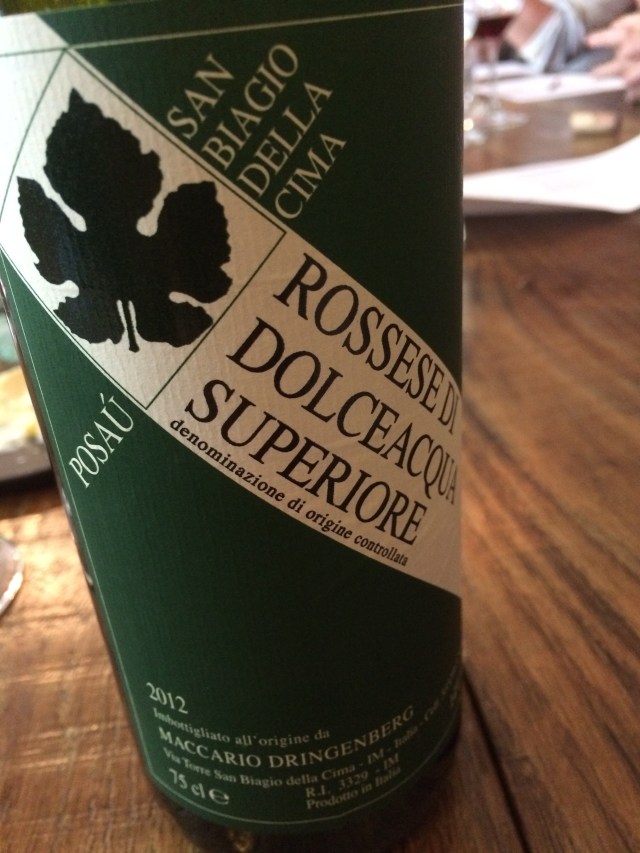 SAN
BIAGIO
DELLA
CIMA
ROSSESE DI
DOLCEACQUA
SUPERIORE
denominazione di origine controllata
POSAÚ
2012
Imbottigliato all'origine da
MACCARIO DRINGENBERG
Via Torre San Biagio della Cima - IM - Italia -
R.I. 3329 - IM
75 cl e
Prodotto in Italia